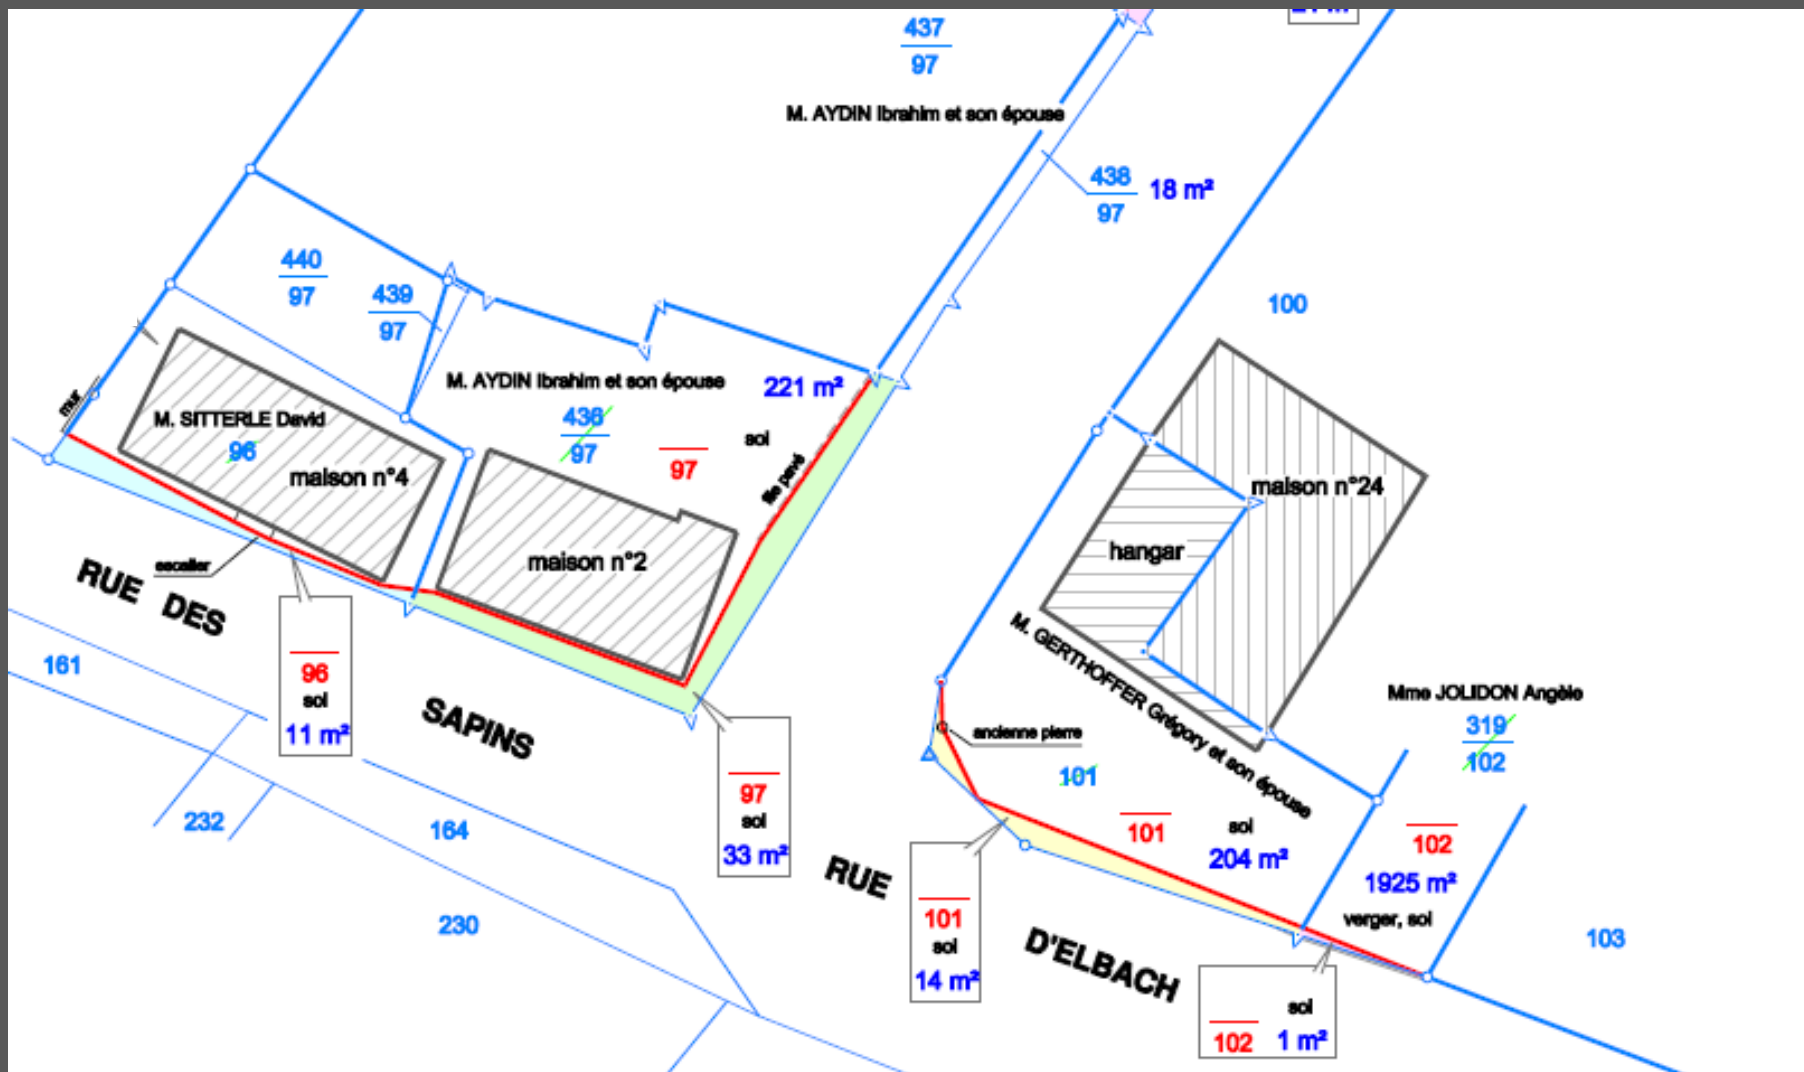 437
97
M. AYDIN Ibrahim et son épouse
438
97
18 m²
440
97
439
97
100
mur
M. AYDIN Ibrahim et son épouse
221 m²
M. SITTERLE David
96
436
97
sol
97
maison n°4
file pavé
maison n°24
hangar
maison n°2
escalier
RUE DES
SAPINS
161
96
sol
11 m²
M. GERTHOFFER Grégory et son épouse
Mme JOLIDON Angèle
319
102
ancienne pierre
101
97
sol
33 m²
232
164
101
sol
204 m²
102
1925 m²
verger, sol
RUE
D'ELBACH
101
sol
14 m²
230
103
sol
102
1 m²